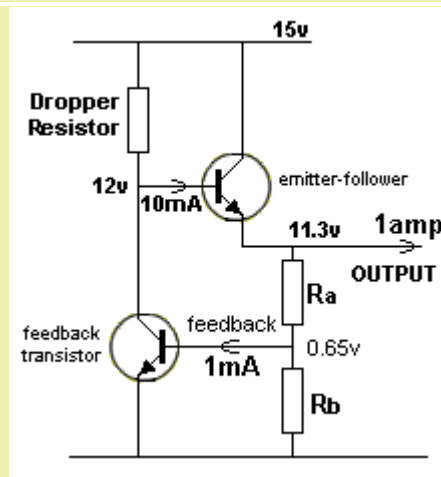 15v
Dropper
Resistor
emitter-follower
12v
10mA
11.3v
1amp
OUTPUT
Ra
feedback
feedback
transistor
1mA
0.65v
Rb